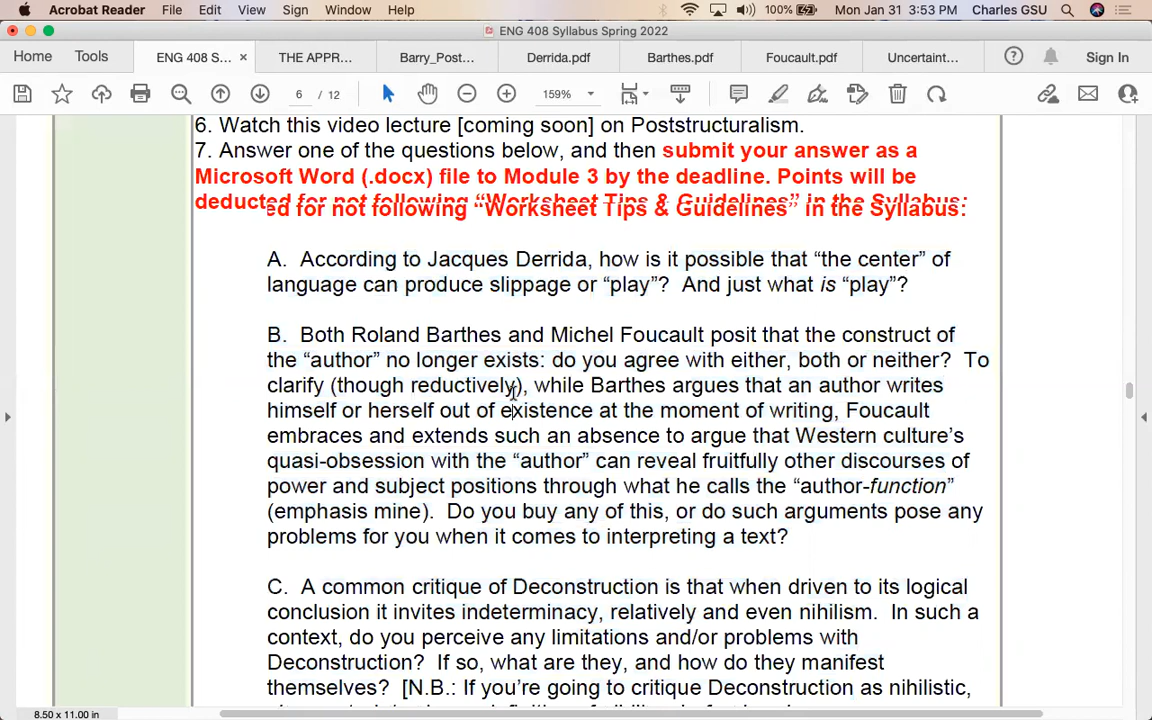 Acrobat Reader File Edit View Sign Window Help 100% Mon Jan 31 3:53 PM Charles GSU
ENG 408 Syllabus Spring 2022
Home Tools ENG 408 S... × THE APPR... Barry_Post... Derrida.pdf Barthes.pdf Foucault.pdf Uncertaint... Sign In
6 / 12 159%
6. Watch this video lecture [coming soon] on Poststructuralism.
7. Answer one of the questions below, and then submit your answer as a
Microsoft Word (.docx) file to Module 3 by the deadline. Points will be
deducted for not following “Worksheet Tips & Guidelines” in the Syllabus:
A. According to Jacques Derrida, how is it possible that “the center” of
language can produce slippage or “play”? And just what is “play”?
B. Both Roland Barthes and Michel Foucault posit that the construct of
the “author” no longer exists: do you agree with either, both or neither? To
clarify (though reductively), while Barthes argues that an author writes
himself or herself out of existence at the moment of writing, Foucault
embraces and extends such an absence to argue that Western culture’s
quasi-obsession with the “author” can reveal fruitfully other discourses of
power and subject positions through what he calls the “author-function”
(emphasis mine). Do you buy any of this, or do such arguments pose any
problems for you when it comes to interpreting a text?
C. A common critique of Deconstruction is that when driven to its logical
conclusion it invites indeterminacy, relatively and even nihilism. In such a
context, do you perceive any limitations and/or problems with
Deconstruction? If so, what are they, and how do they manifest
themselves? [N.B.: If you’re going to critique Deconstruction as nihilistic,
8.50 x 11.00 in